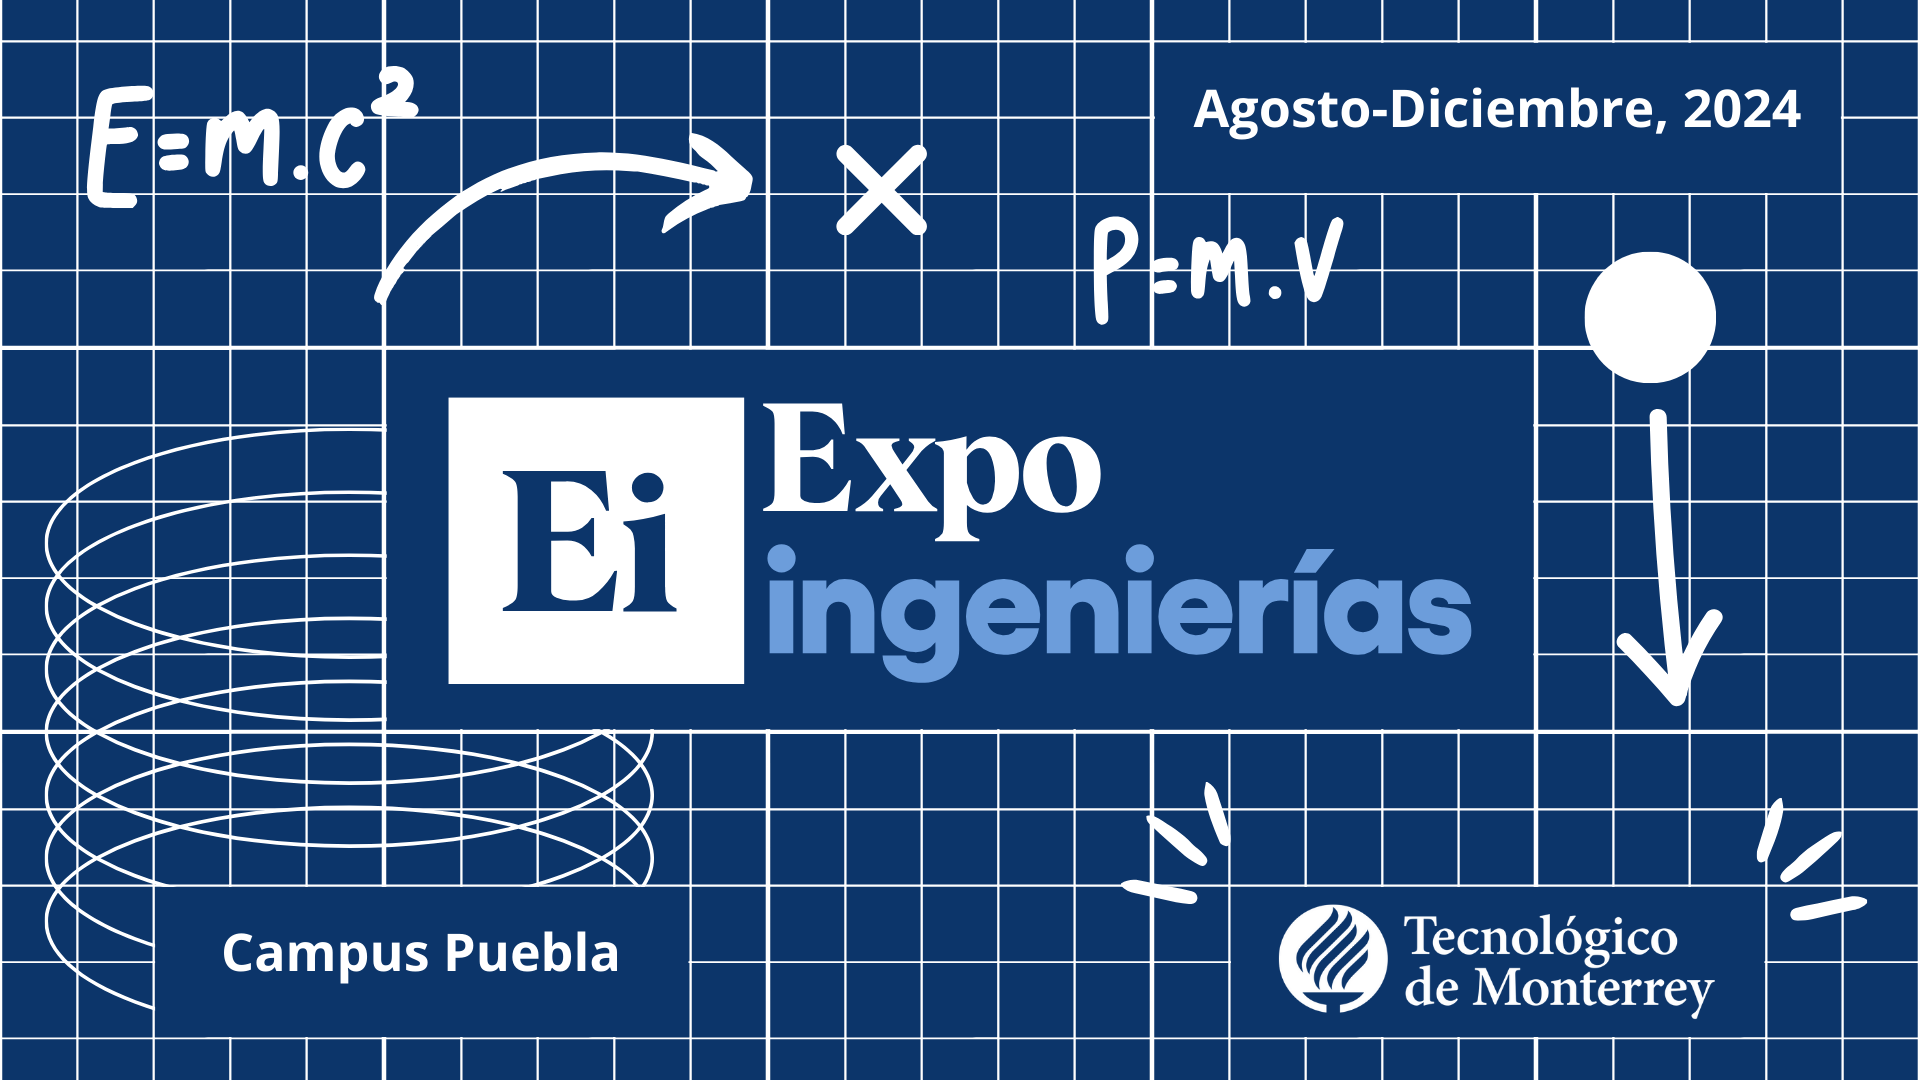 E=m.c²
Agosto-Diciembre, 2024
P=m.v
Ei
Expo
ingenierías
Campus Puebla
Tecnológico
de Monterrey